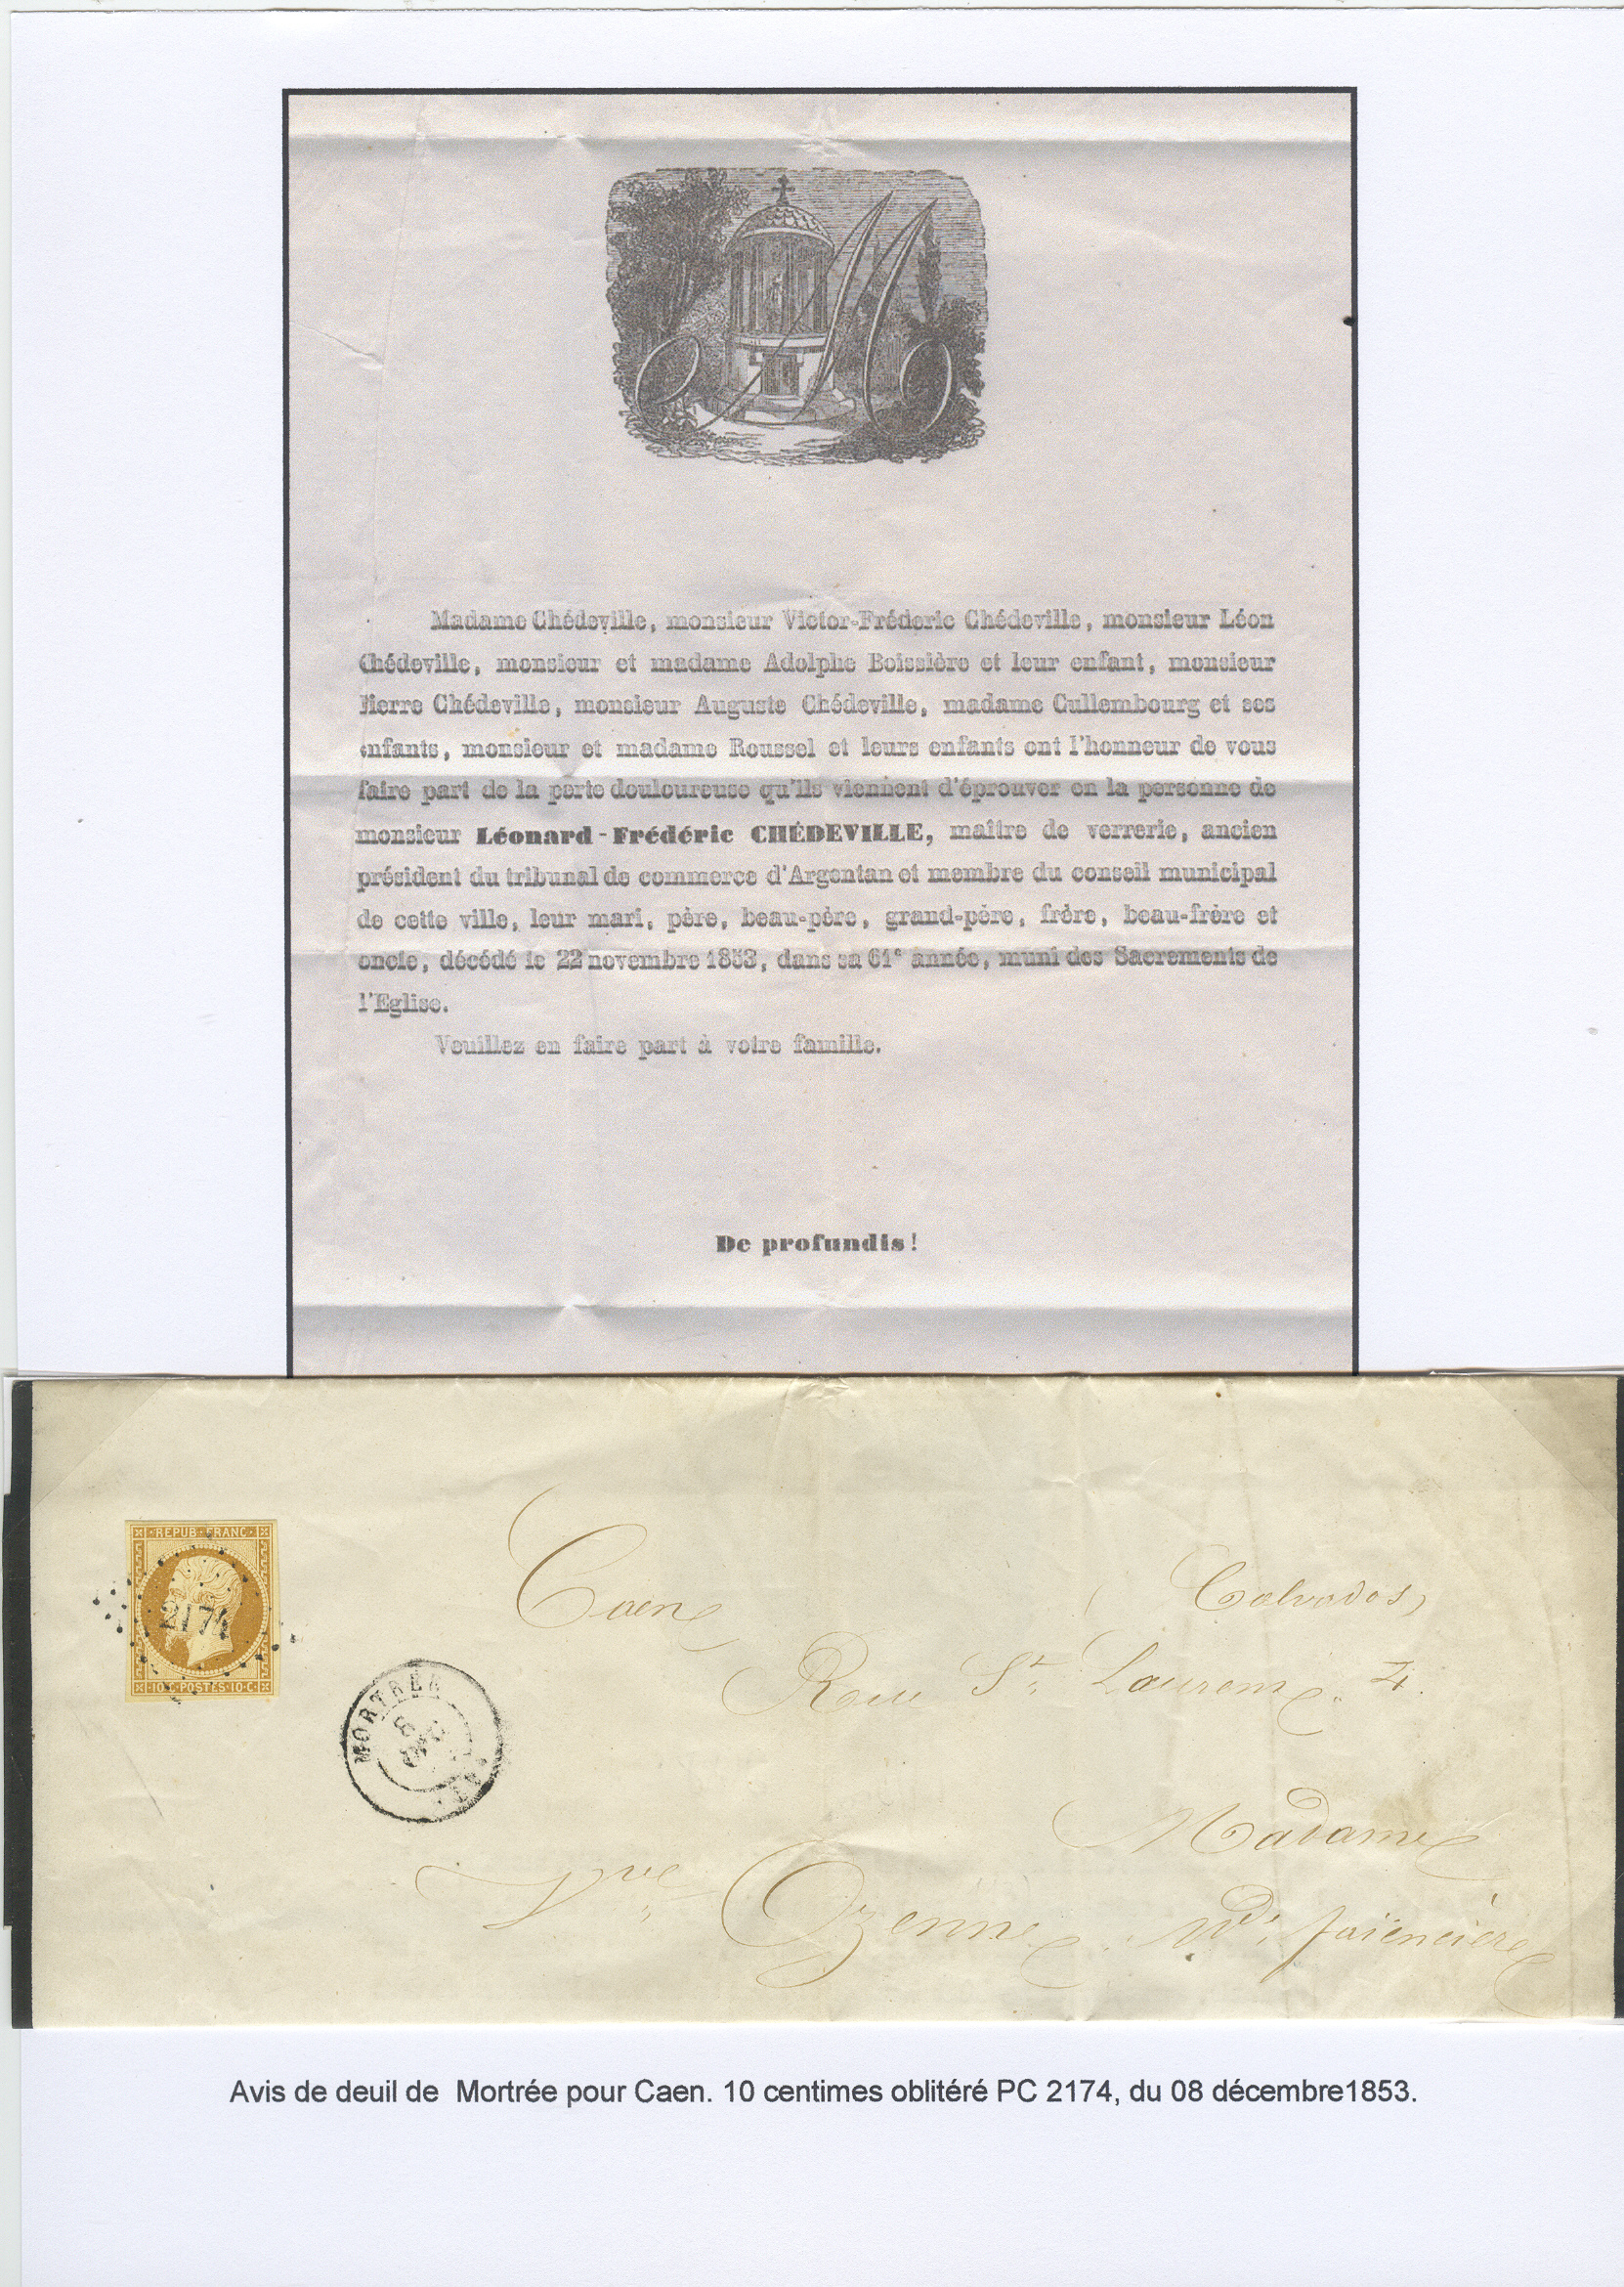 M
Madame Chédeville, monsieur Victor-Fréderic Chédeville, monsieur Léon
Chédeville, monsieur et madame Adolphe Boissière et leur enfant, monsieur
Pierre Chédeville, monsieur Auguste Chédeville, madame Cullembourg et ses
enfants, monsieur et madame Roussel et leurs enfants ont l'honneur de vous
faire part de la perte douloureuse qu'ils viennent d'éprouver en la personne de
monsieur Léonard-Frédéric CHÉDEVILLE, maître de verrerie, ancien
président du tribunal de commerce d'Argentan et membre du conseil municipal
de cette ville, leur mari, père, beau-père, grand-père, frère, beau-frère et
oncle, décédé le 22 novembre 1853, dans sa 61e année, muni des Sacrements de
l'Eglise.
Veuillez en faire part à votre famille.
De profundis!
REPUB·FRANC·
2174
10·C·POSTES·10·C·
MORTRÉE
8
Caen (Calvados)
Rue St Laurent 4.
Madame
Vve Ozenne Mde faïencière
Avis de deuil de Mortrée pour Caen. 10 centimes oblitéré PC 2174, du 08 décembre1853.